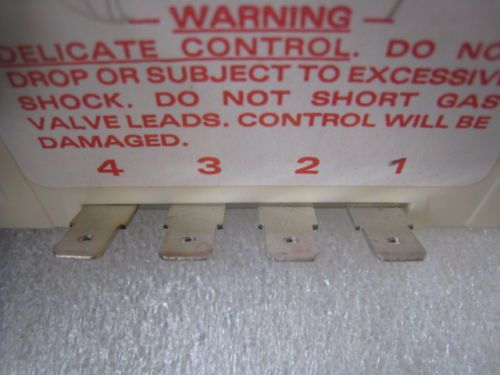 WARNING
DELICATE CONTROL. DO NO
DROP OR SUBJECT TO EXCESSIV
SHOCK. DO NOT SHORT GAS
VALVE LEADS. CONTROL WILL BE
DAMAGED.
4 3 2 1